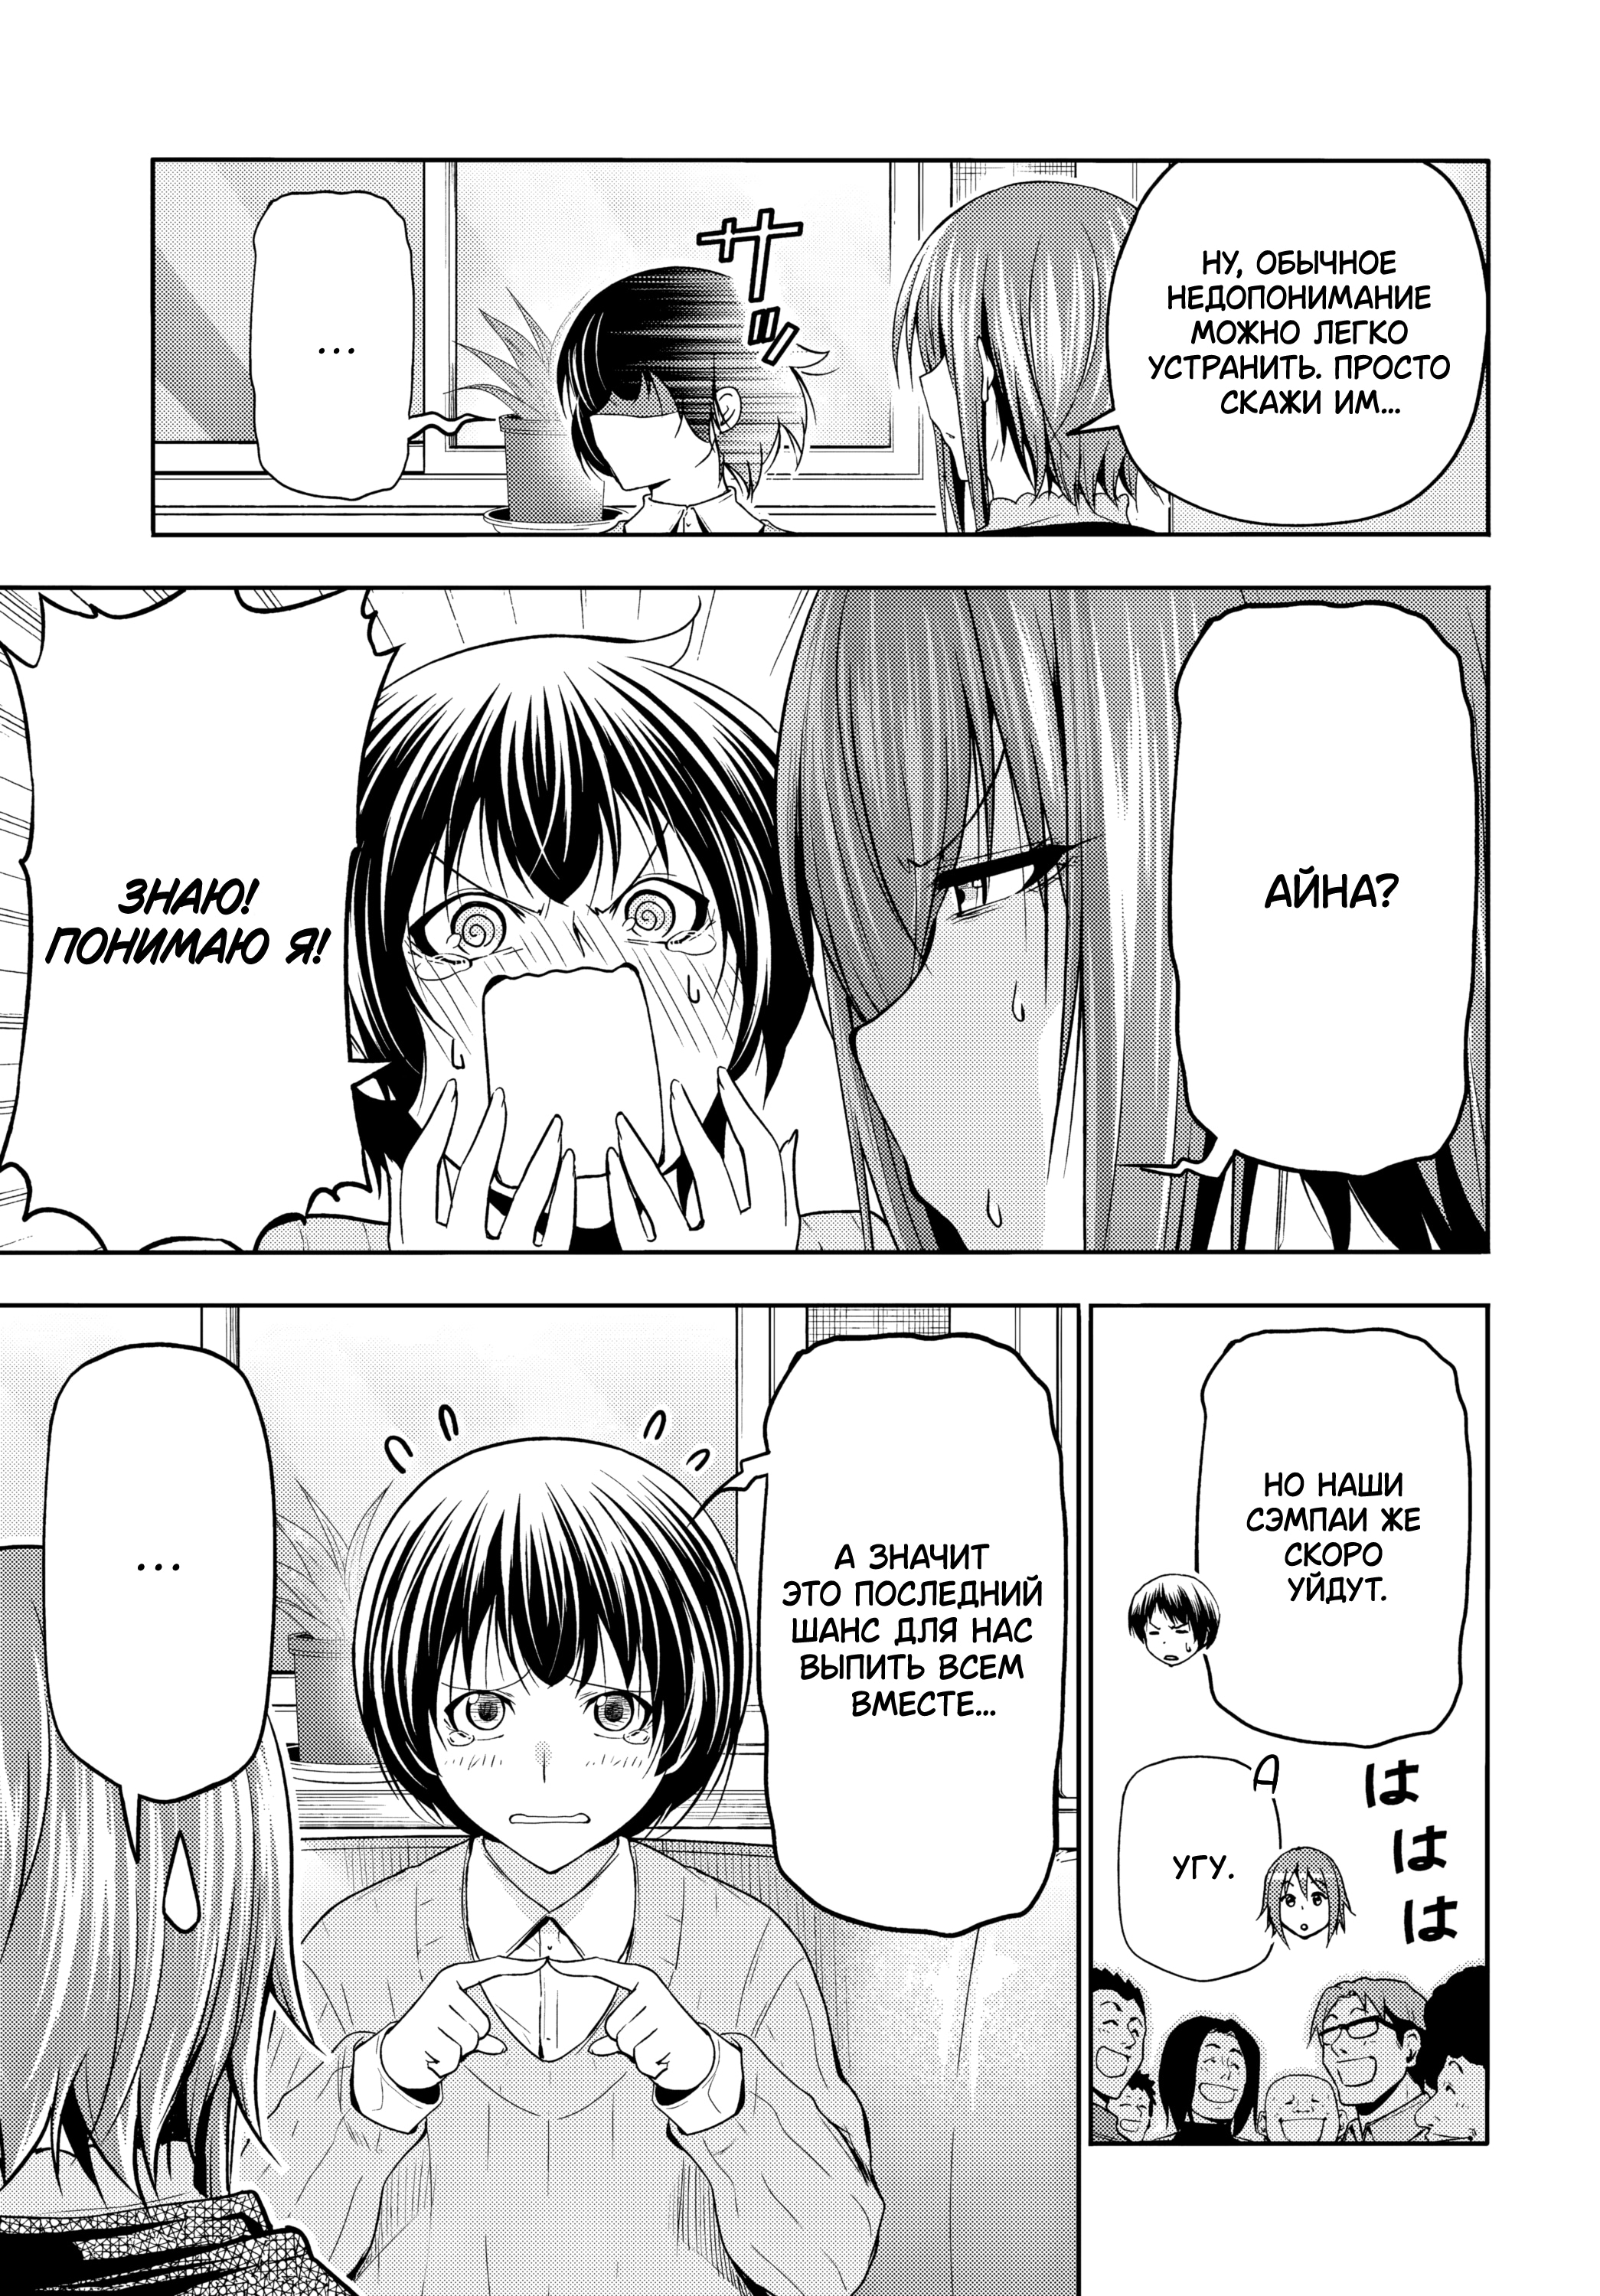 НУ, ОБЫЧНОЕ
НЕДОПОНИМАНИЕ
МОЖНО ЛЕГКО
УСТРАНИТЬ. ПРОСТО
СКАЖИ ИМ...
ササッ
...
АЙНА?
ЗНАЮ!
ПОНИМАЮ Я!
НО НАШИ
СЭМПАИ ЖЕ
СКОРО
УЙДУТ.
А
УГУ.
は
は
は
А ЗНАЧИТ
ЭТО ПОСЛЕДНИЙ
ШАНС ДЛЯ НАС
ВЫПИТЬ ВСЕМ
ВМЕСТЕ...
...